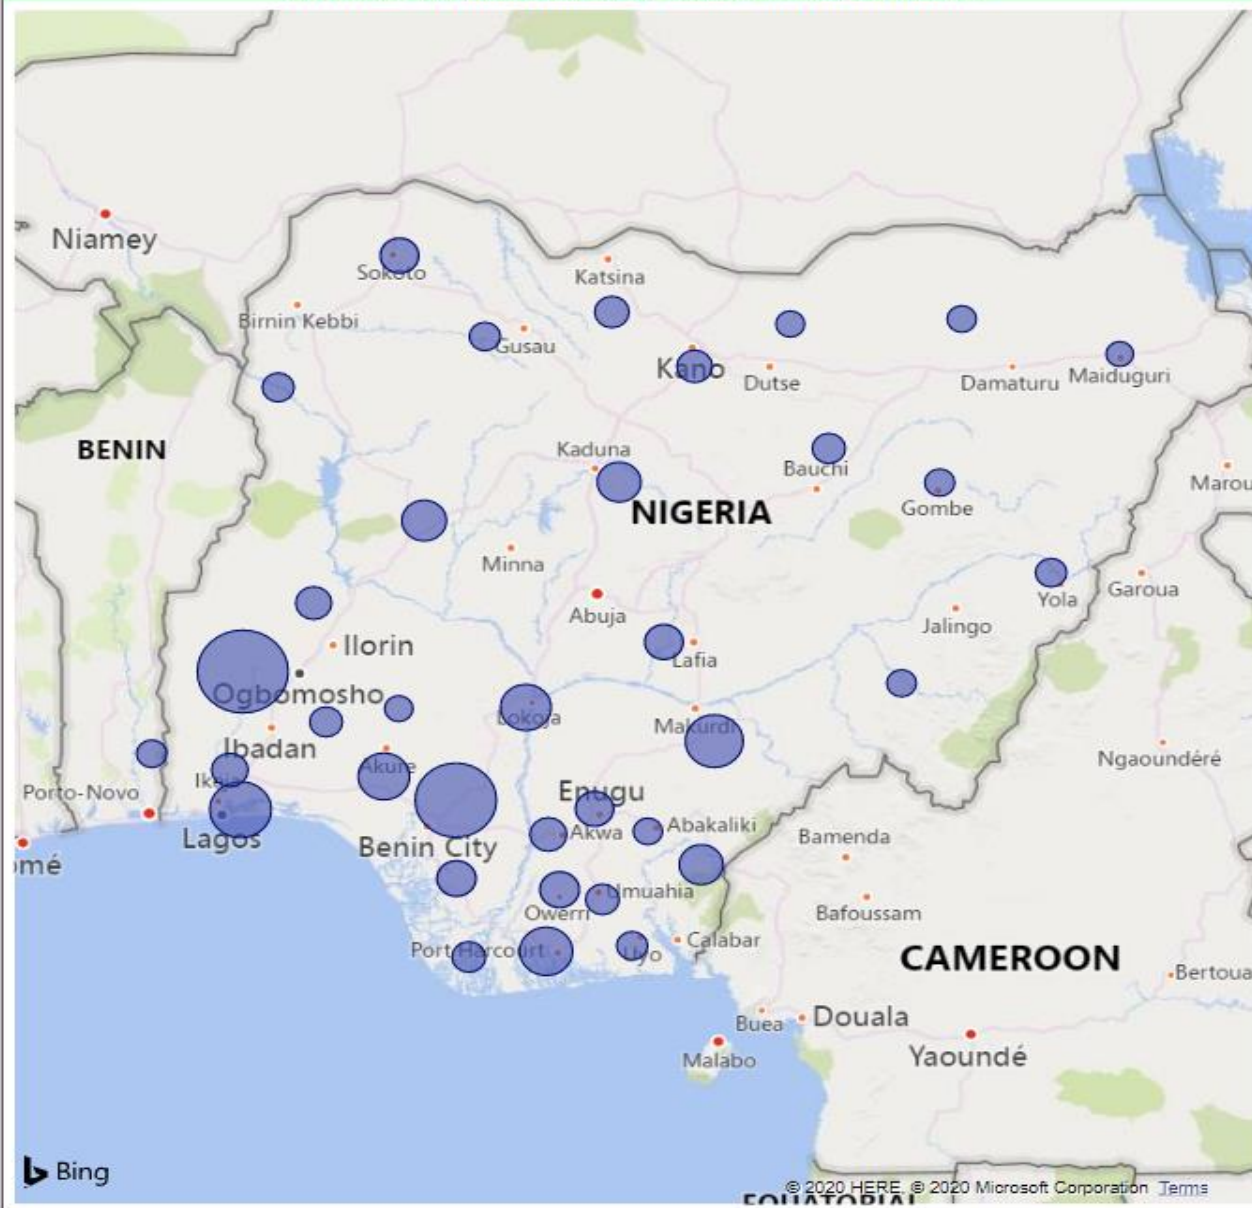 Niamey
Sokoto
Katsina
Birnin Kebbi
Gusau
Kano
Dutse
Damaturu
Maiduguri
BENIN
Kaduna
Bauchi
Marou
NIGERIA
Gombe
Minna
Abuja
Yola
Garoua
Jalingo
Ilorin
Lafia
Ogbomosho
Lokoja
Makurdi
Ibadan
Akure
Ngaoundéré
Ikeja
Porto-Novo
Enugu
Lagos
Akwa
Abakaliki
Benin City
Bamenda
omé
Umuahia
Owerri
Bafoussam
Port Harcourt
Uyo
Calabar
CAMEROON
Bertoua
Buea
Douala
Malabo
Yaoundé
Bing
© 2020 HERE, © 2020 Microsoft Corporation Terms
EQUATORIAL